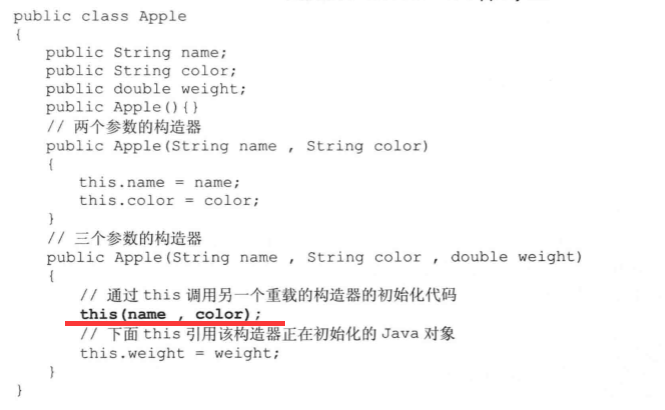 public class Apple
{
public String name;
public String color;
public double weight;
public Apple(){}
// 两个参数的构造器
public Apple(String name , String color)
{
this.name = name;
this.color = color;
}
// 三个参数的构造器
public Apple(String name , String color , double weight)
{
// 通过 this 调用另一个重载的构造器的初始化代码
this(name , color);
// 下面 this 引用该构造器正在初始化的 Java 对象
this.weight = weight;
}
}